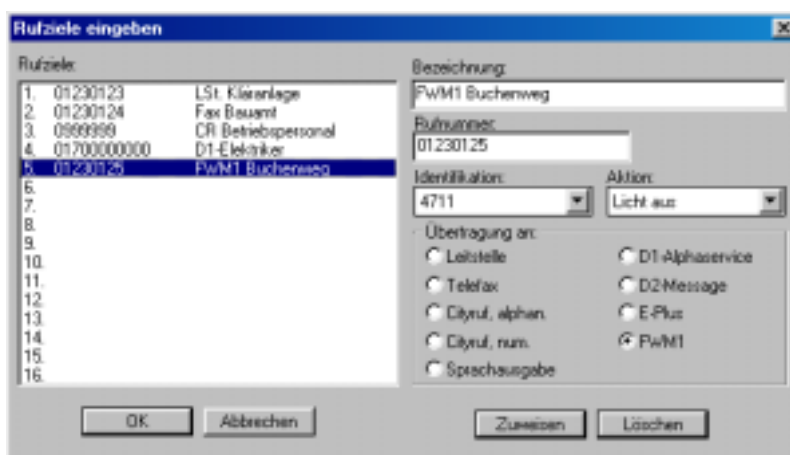 Rufziele eingeben
Rufziele:
1. 01230123 LSt. Kläranlage
2. 01230124 Fax Bauamt
3. 0999999 CR Betriebspersonal
4. 01700000000 D1-Elektriker
5. 01230125 FWM1 Buchenweg
6.
7.
8.
9.
10.
11.
12.
13.
14.
15.
16.
OK
Abbrechen
Bezeichnung:
FWM1 Buchenweg
Rufnummer:
01230125
Identifikation:
Aktion:
4711
Licht aus
Übertragung an:
Leitstelle
D1-Alphaservice
Telefax
D2-Message
Cityruf, alphan.
E-Plus
Cityruf, num.
FWM1
Sprachausgabe
Zuweisen
Löschen